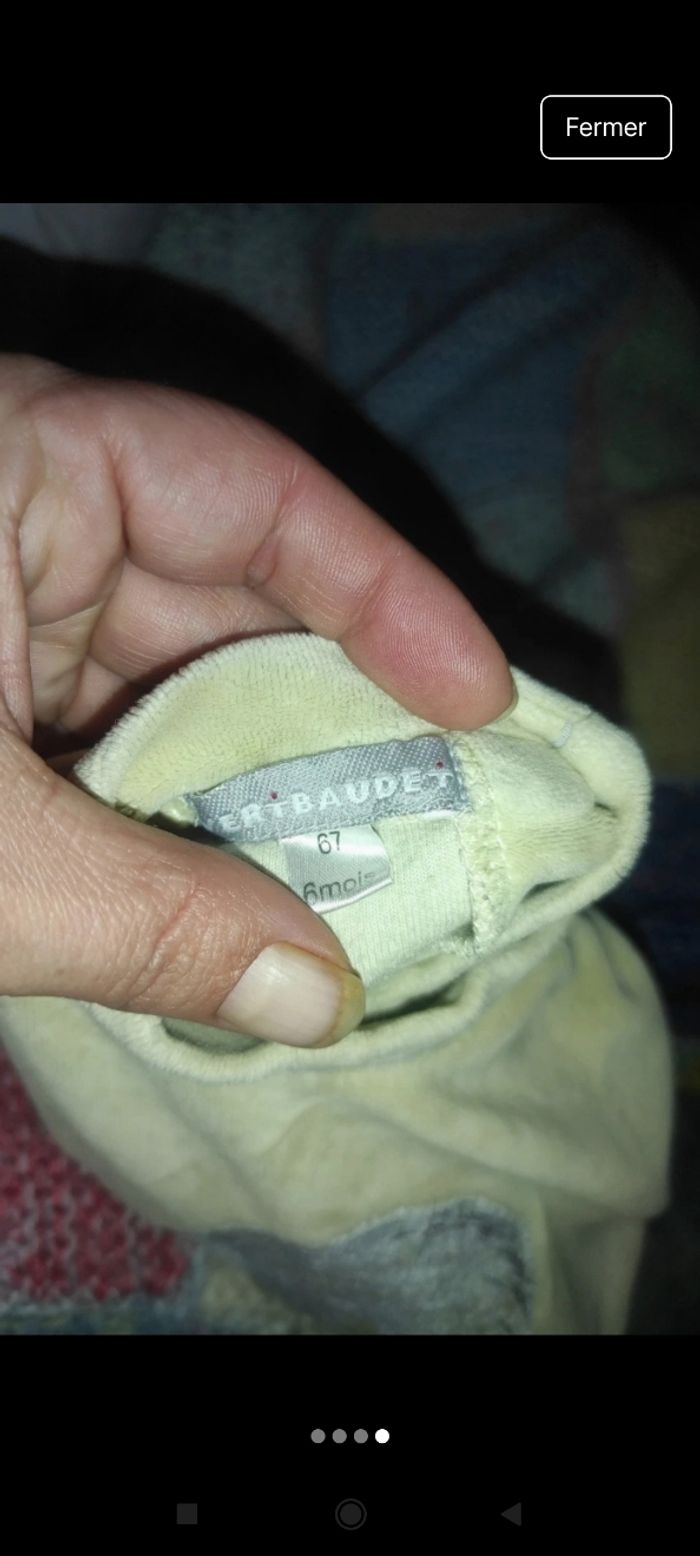 Fermer
ERTBAUDET
67
6mois